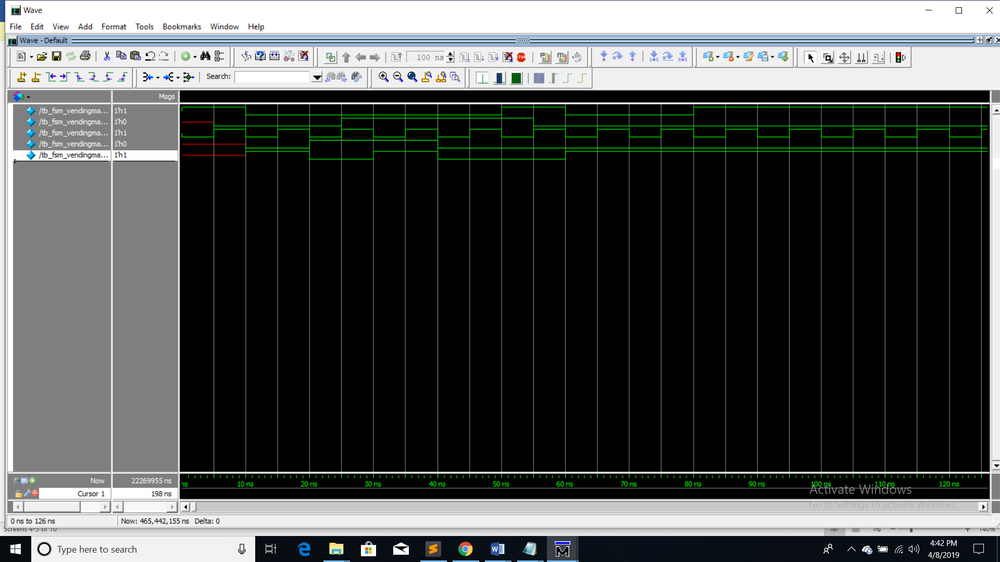 Wave
File Edit View Add Format Tools Bookmarks Window Help
Wave - Default
100 ns
STOP
Search:
Msgs
/tb_fsm_vendingma... 1'h1
/tb_fsm_vendingma... 1'h0
/tb_fsm_vendingma... 1'h1
/tb_fsm_vendingma... 1'h0
/tb_fsm_vendingma... 1'h1
Now 22269955 ns
ns 10 ns 20 ns 30 ns 40 ns 50 ns 60 ns 70 ns 80 ns 90 ns 100 ns 110 ns 120 ns
Cursor 1 198 ns
Activate Windows
Go to Settings to activate Windows.
0 ns to 126 ns Now: 465,442,155 ns Delta: 0
Screens 4-5 of 10 140%
Type here to search
4:42 PM
4/8/2019